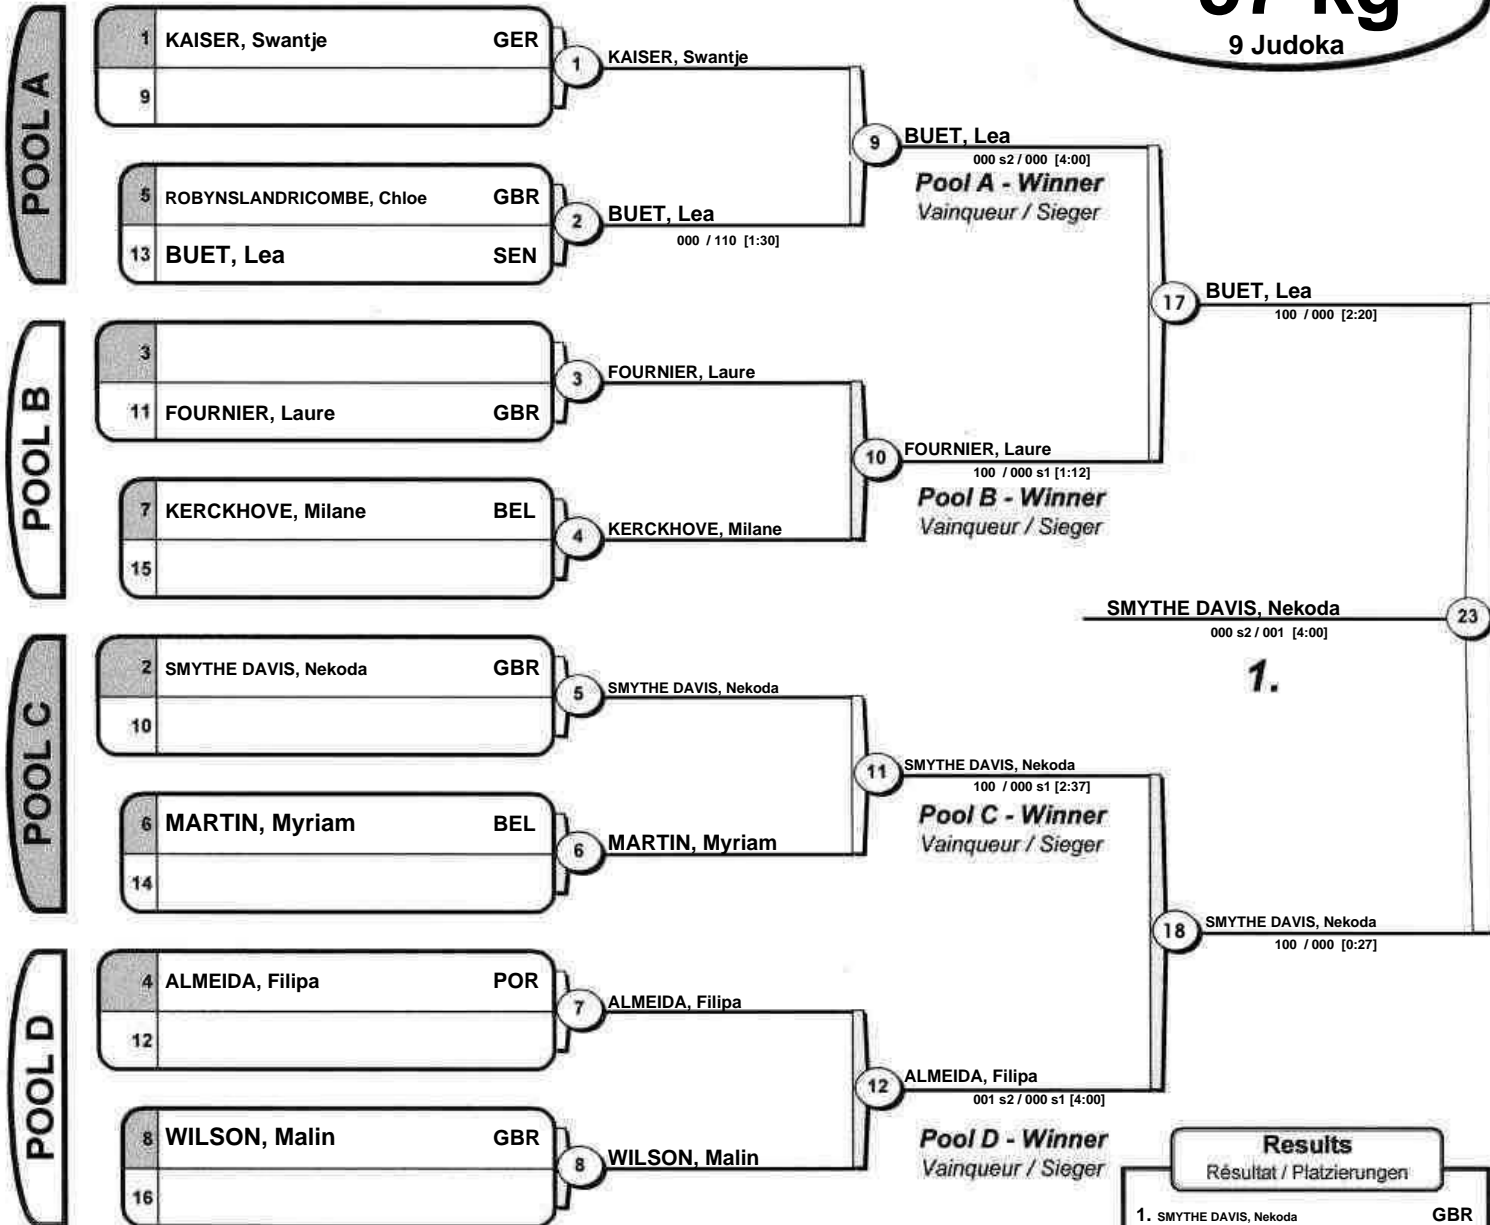 57 kg
9 Judoka
POOL A
1 KAISER, Swantje GER
9
1 KAISER, Swantje
5 ROBYNSLANDRICOMBE, Chloe GBR
13 BUET, Lea SEN
2 BUET, Lea
000 / 110 [1:30]
9 BUET, Lea
000 s2 / 000 [4:00]
Pool A - Winner
Vainqueur / Sieger
POOL B
3
11 FOURNIER, Laure GBR
3 FOURNIER, Laure
7 KERCKHOVE, Milane BEL
15
4 KERCKHOVE, Milane
10 FOURNIER, Laure
100 / 000 s1 [1:12]
Pool B - Winner
Vainqueur / Sieger
17 BUET, Lea
100 / 000 [2:20]
SMYTHE DAVIS, Nekoda 23
000 s2 / 001 [4:00]
1.
POOL C
2 SMYTHE DAVIS, Nekoda GBR
10
5 SMYTHE DAVIS, Nekoda
6 MARTIN, Myriam BEL
14
6 MARTIN, Myriam
11 SMYTHE DAVIS, Nekoda
100 / 000 s1 [2:37]
Pool C - Winner
Vainqueur / Sieger
18 SMYTHE DAVIS, Nekoda
100 / 000 [0:27]
POOL D
4 ALMEIDA, Filipa POR
12
7 ALMEIDA, Filipa
8 WILSON, Malin GBR
16
8 WILSON, Malin
12 ALMEIDA, Filipa
001 s2 / 000 s1 [4:00]
Pool D - Winner
Vainqueur / Sieger
Results
Résultat / Platzierungen
1. SMYTHE DAVIS, Nekoda GBR